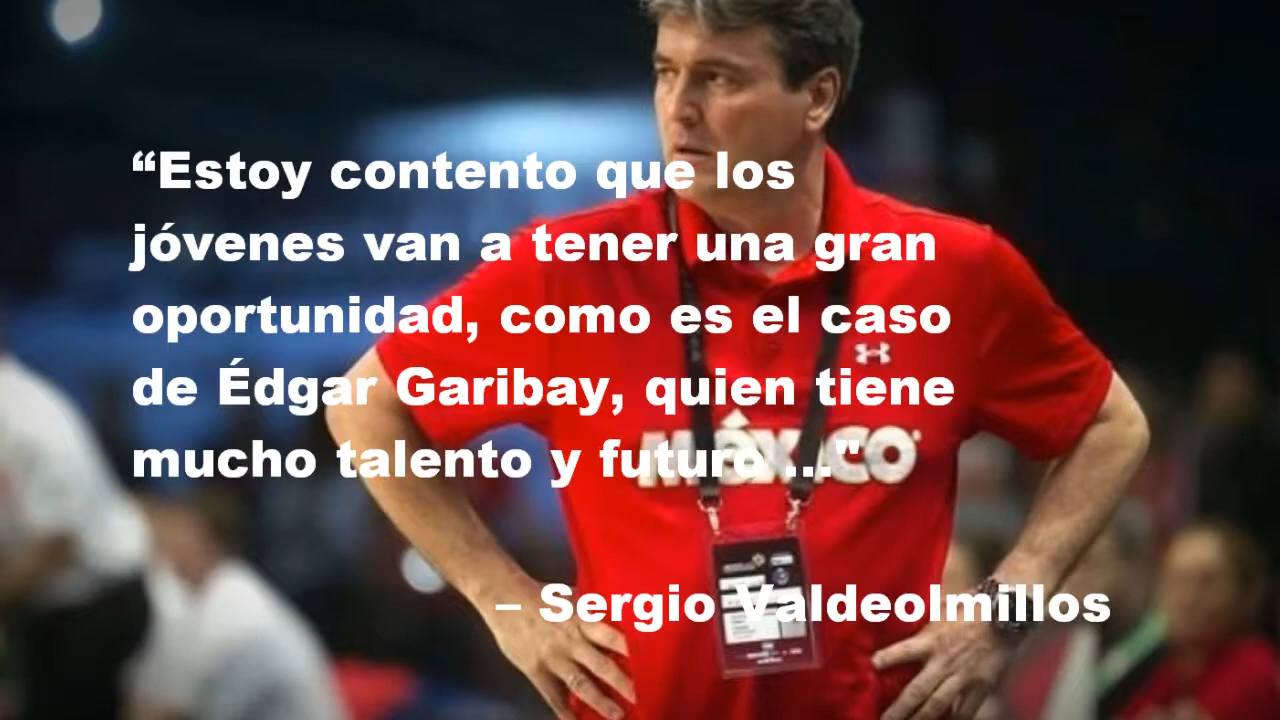 “Estoy contento que los
jóvenes van a tener una gran
oportunidad, como es el caso
de Édgar Garibay, quien tiene
mucho talento y futuro ..."
MÉXICO
– Sergio Valdeolmillos